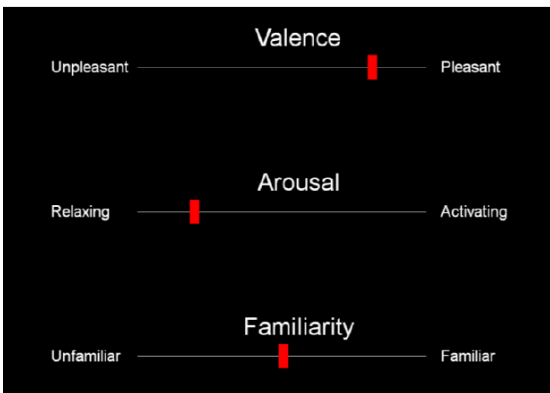 Valence
Unpleasant Pleasant
Arousal
Relaxing Activating
Familiarity
Unfamiliar Familiar